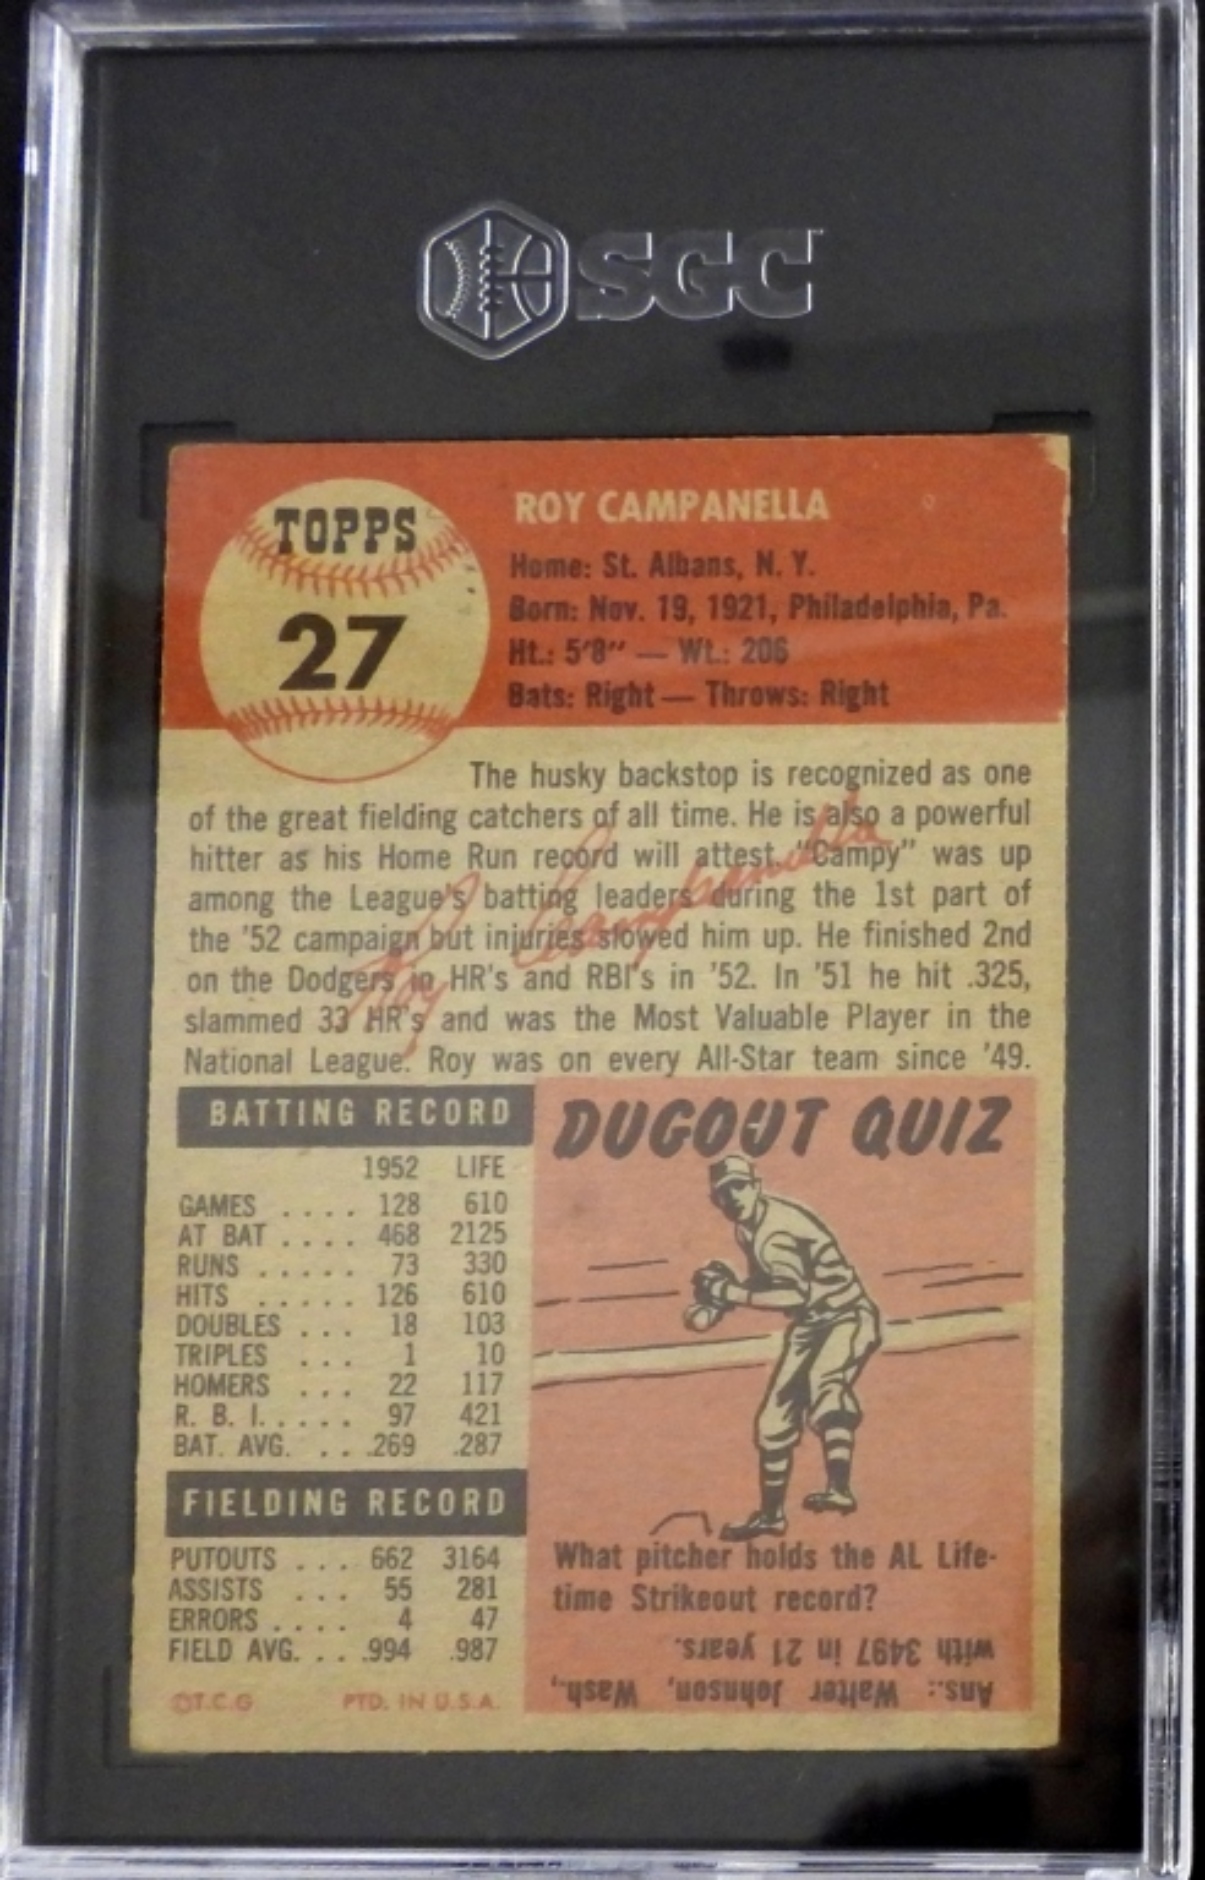 SGC
TOPPS
27
ROY CAMPANELLA
Home: St. Albans, N. Y.
Born: Nov. 19, 1921, Philadelphia, Pa.
Ht.: 5'8" — Wt.: 206
Bats: Right — Throws: Right
The husky backstop is recognized as one
of the great fielding catchers of all time. He is also a powerful
hitter as his Home Run record will attest. "Campy" was up
among the League's batting leaders during the 1st part of
the '52 campaign but injuries slowed him up. He finished 2nd
on the Dodgers in HR's and RBI's in '52. In '51 he hit .325,
slammed 33 HR's and was the Most Valuable Player in the
National League. Roy was on every All-Star team since '49.
Roy Campanella
BATTING RECORD
1952 LIFE
GAMES .... 128 610
AT BAT .... 468 2125
RUNS ..... 73 330
HITS ..... 126 610
DOUBLES ... 18 103
TRIPLES ... 1 10
HOMERS ... 22 117
R. B. I. .... 97 421
BAT. AVG. ... .269 .287
FIELDING RECORD
PUTOUTS ... 662 3164
ASSISTS ... 55 281
ERRORS .... 4 47
FIELD AVG. ... .994 .987
©T.C.G PTD. IN U.S.A.
DUGOUT QUIZ
What pitcher holds the AL Life-
time Strikeout record?
Ans.: Walter Johnson, Wash.,
with 3497 in 21 years.